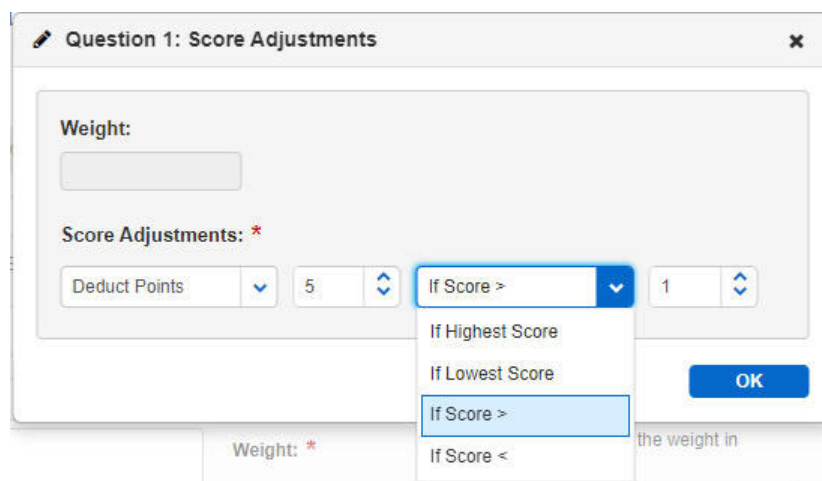 Question 1: Score Adjustments
Weight:
Score Adjustments: *
Deduct Points 5 If Score > 1
If Highest Score
If Lowest Score
OK
If Score >
Weight: * the weight in
If Score <